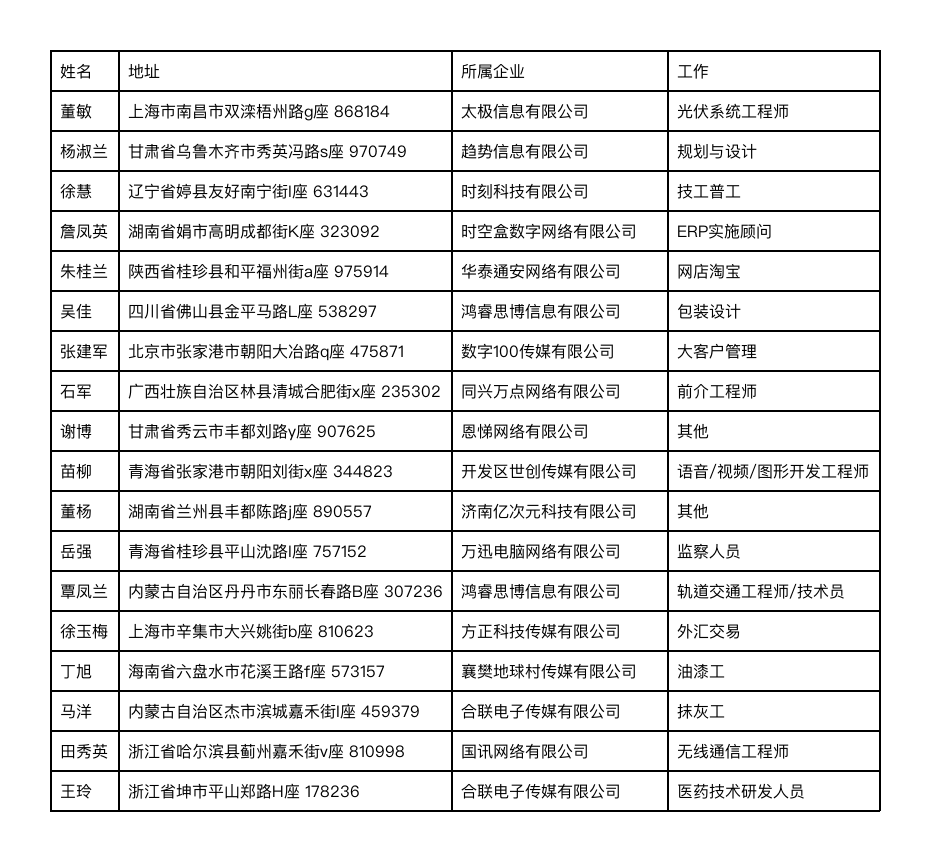 姓名 地址 所属企业 工作
董敏 上海市南昌市双滦梧州路g座 868184 太极信息有限公司 光伏系统工程师
杨淑兰 甘肃省乌鲁木齐市秀英冯路s座 970749 趋势信息有限公司 规划与设计
徐慧 辽宁省婷县友好南宁街l座 631443 时刻科技有限公司 技工普工
詹凤英 湖南省娟市高明成都街K座 323092 时空盒数字网络有限公司 ERP实施顾问
朱桂兰 陕西省桂珍县和平福州街a座 975914 华泰通安网络有限公司 网店淘宝
吴佳 四川省佛山县金平马路L座 538297 鸿睿思博信息有限公司 包装设计
张建军 北京市张家港市朝阳大冶路q座 475871 数字100传媒有限公司 大客户管理
石军 广西壮族自治区林县清城合肥街x座 235302 同兴万点网络有限公司 前介工程师
谢博 甘肃省秀云市丰都刘路y座 907625 恩悌网络有限公司 其他
苗柳 青海省张家港市朝阳刘街x座 344823 开发区世创传媒有限公司 语音/视频/图形开发工程师
董杨 湖南省兰州县丰都陈路j座 890557 济南亿次元科技有限公司 其他
岳强 青海省桂珍县平山沈路l座 757152 万迅电脑网络有限公司 监察人员
覃凤兰 内蒙古自治区丹丹市东丽长春路B座 307236 鸿睿思博信息有限公司 轨道交通工程师/技术员
徐玉梅 上海市辛集市大兴姚街b座 810623 方正科技传媒有限公司 外汇交易
丁旭 海南省六盘水市花溪王路f座 573157 襄樊地球村传媒有限公司 油漆工
马洋 内蒙古自治区杰市滨城嘉禾街l座 459379 合联电子传媒有限公司 抹灰工
田秀英 浙江省哈尔滨县蓟州嘉禾街v座 810998 国讯网络有限公司 无线通信工程师
王玲 浙江省坤市平山郑路H座 178236 合联电子传媒有限公司 医药技术研发人员